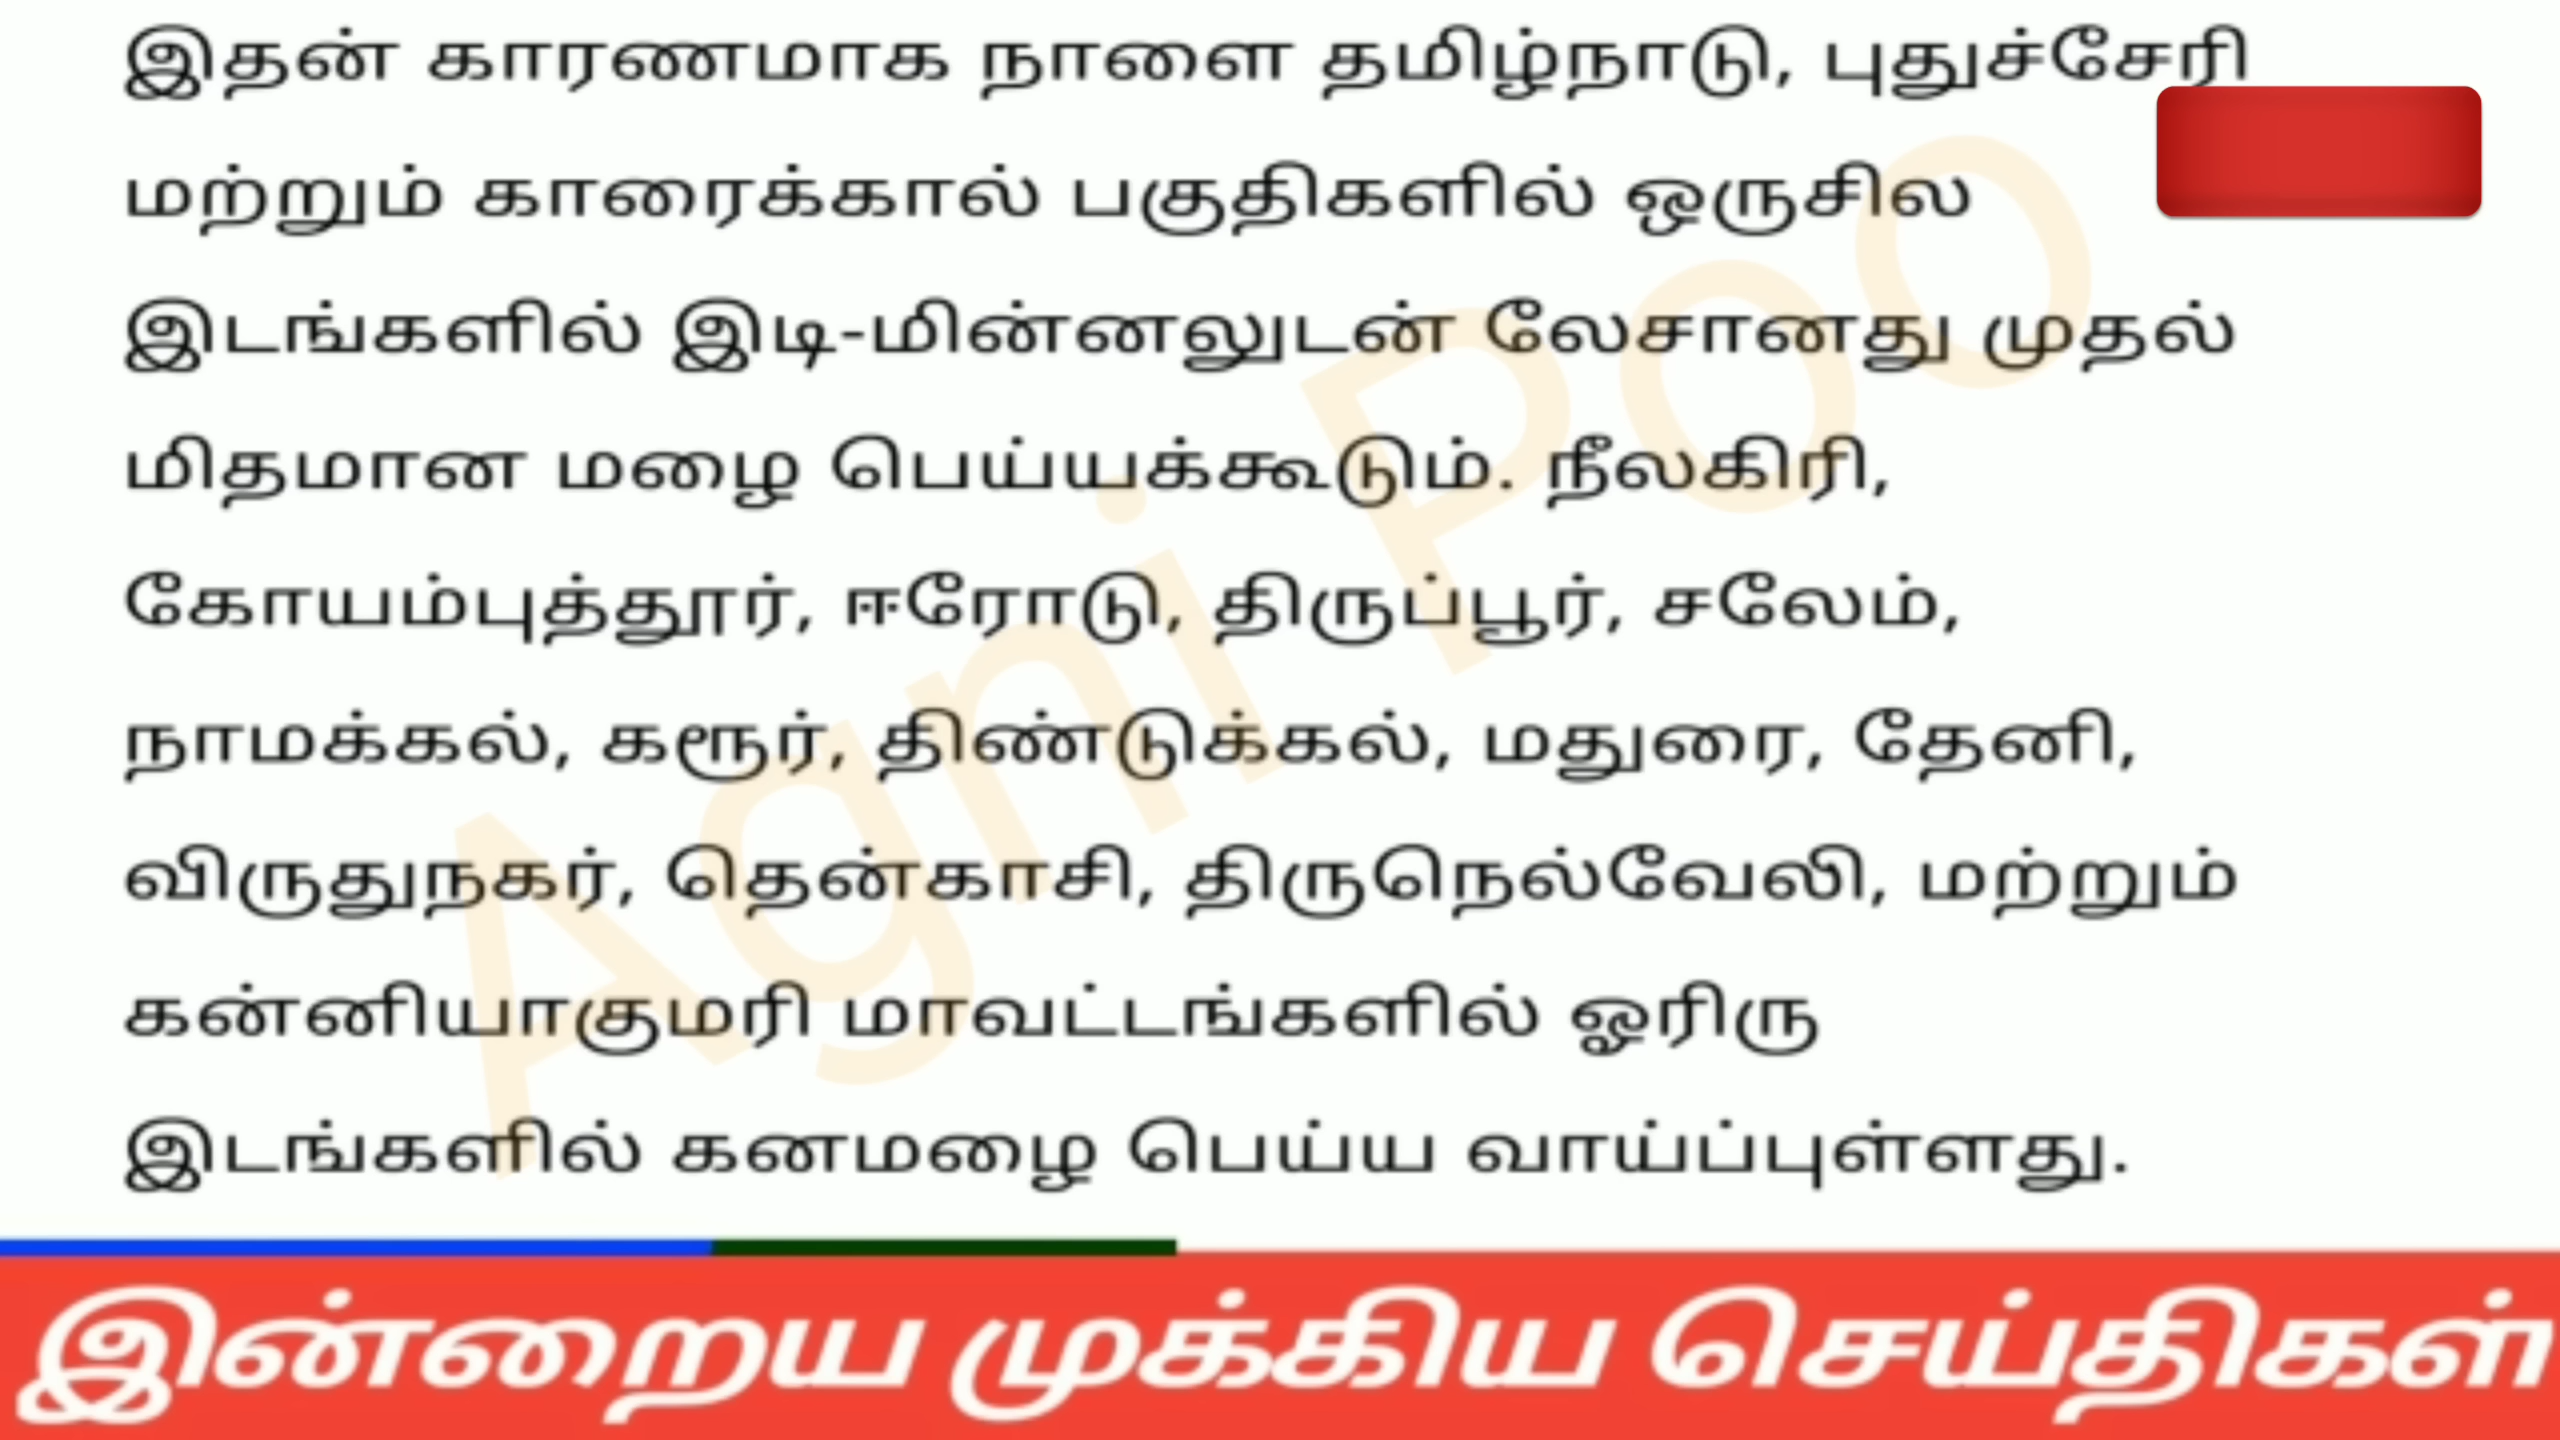 இதன் காரணமாக நாளை தமிழ்நாடு, புதுச்சேரி
மற்றும் காரைக்கால் பகுதிகளில் ஒருசில
இடங்களில் இடி-மின்னலுடன் லேசானது முதல்
மிதமான மழை பெய்யக்கூடும். நீலகிரி,
கோயம்புத்தூர், ஈரோடு, திருப்பூர், சலேம்,
நாமக்கல், கரூர், திண்டுக்கல், மதுரை, தேனி,
விருதுநகர், தென்காசி, திருநெல்வேலி, மற்றும்
கன்னியாகுமரி மாவட்டங்களில் ஓரிரு
இடங்களில் கனமழை பெய்ய வாய்ப்புள்ளது.
Agni Poo
இன்றைய முக்கிய செய்திகள்